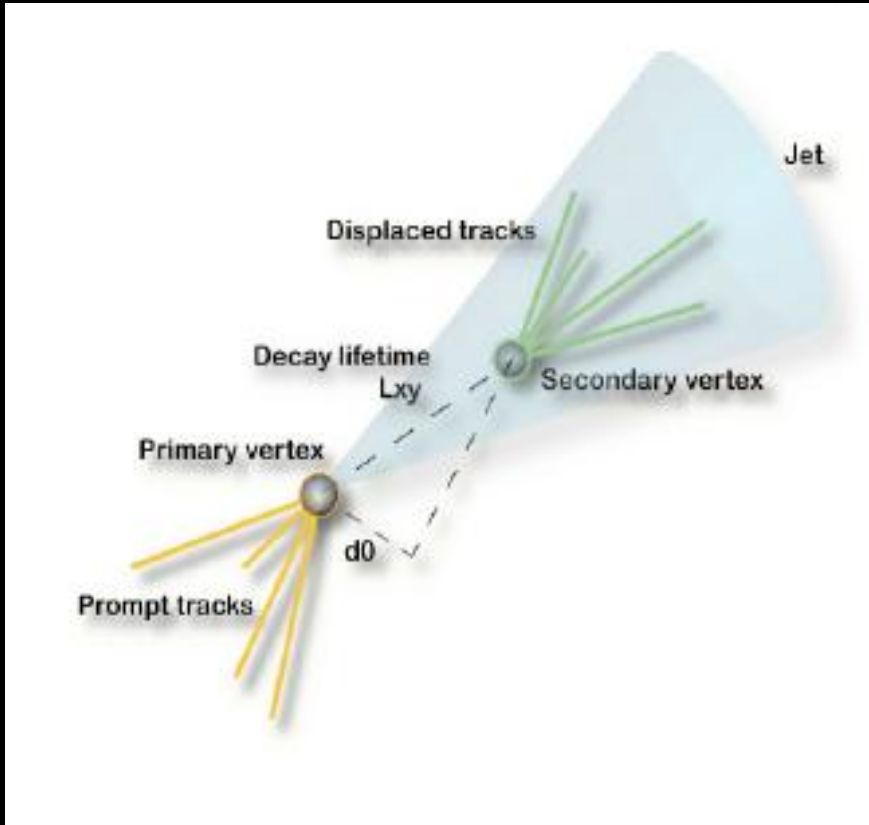 Jet
Displaced tracks
Decay lifetime
Lxy
Secondary vertex
Primary vertex
d0
Prompt tracks